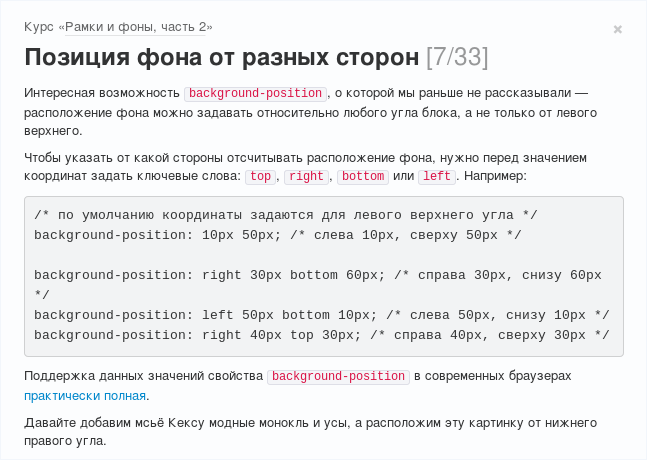 Курс «Рамки и фоны, часть 2»
×
Позиция фона от разных сторон [7/33]
Интересная возможность background-position, о которой мы раньше не рассказывали —
расположение фона можно задавать относительно любого угла блока, а не только от левого
верхнего.
Чтобы указать от какой стороны отсчитывать расположение фона, нужно перед значением
координат задать ключевые слова: top, right, bottom или left. Например:
/* по умолчанию координаты задаются для левого верхнего угла */
background-position: 10px 50px; /* слева 10px, сверху 50px */
background-position: right 30px bottom 60px; /* справа 30px, снизу 60px
*/
background-position: left 50px bottom 10px; /* слева 50px, снизу 10px */
background-position: right 40px top 30px; /* справа 40px, сверху 30px */
Поддержка данных значений свойства background-position в современных браузерах
практически полная.
Давайте добавим мсьё Кексу модные монокль и усы, а расположим эту картинку от нижнего
правого угла.